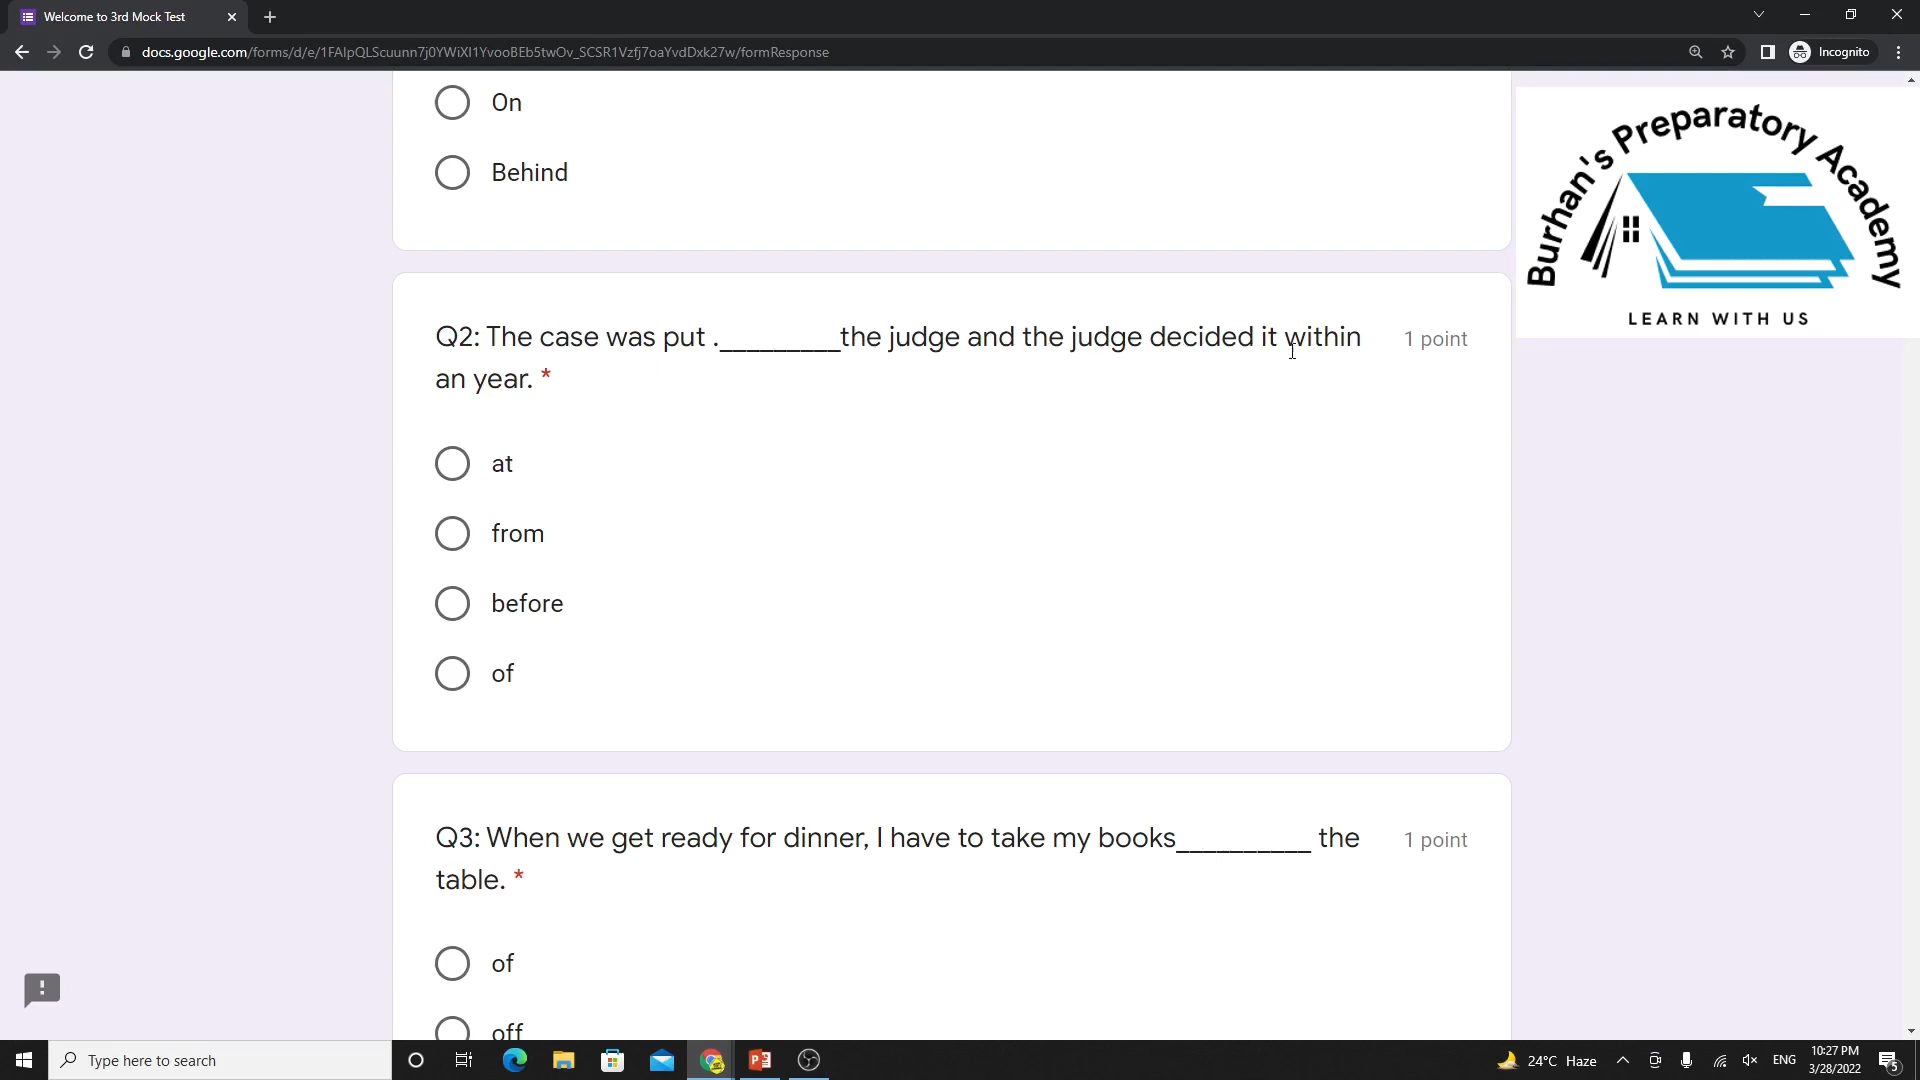 Welcome to 3rd Mock Test
docs.google.com/forms/d/e/1FAIpQLScuunn7j0YWiXI1YvooBEb5twOv_SCSR1Vzfj7oaYvdDxk27w/formResponse
Incognito
On
Behind
Burhan's Preparatory Academy
LEARN WITH US
Q2: The case was put ._________the judge and the judge decided it within
an year. *
1 point
at
from
before
of
Q3: When we get ready for dinner, I have to take my books__________ the
table. *
1 point
of
off
Type here to search
24°C Haze
ENG
10:27 PM
3/28/2022
5